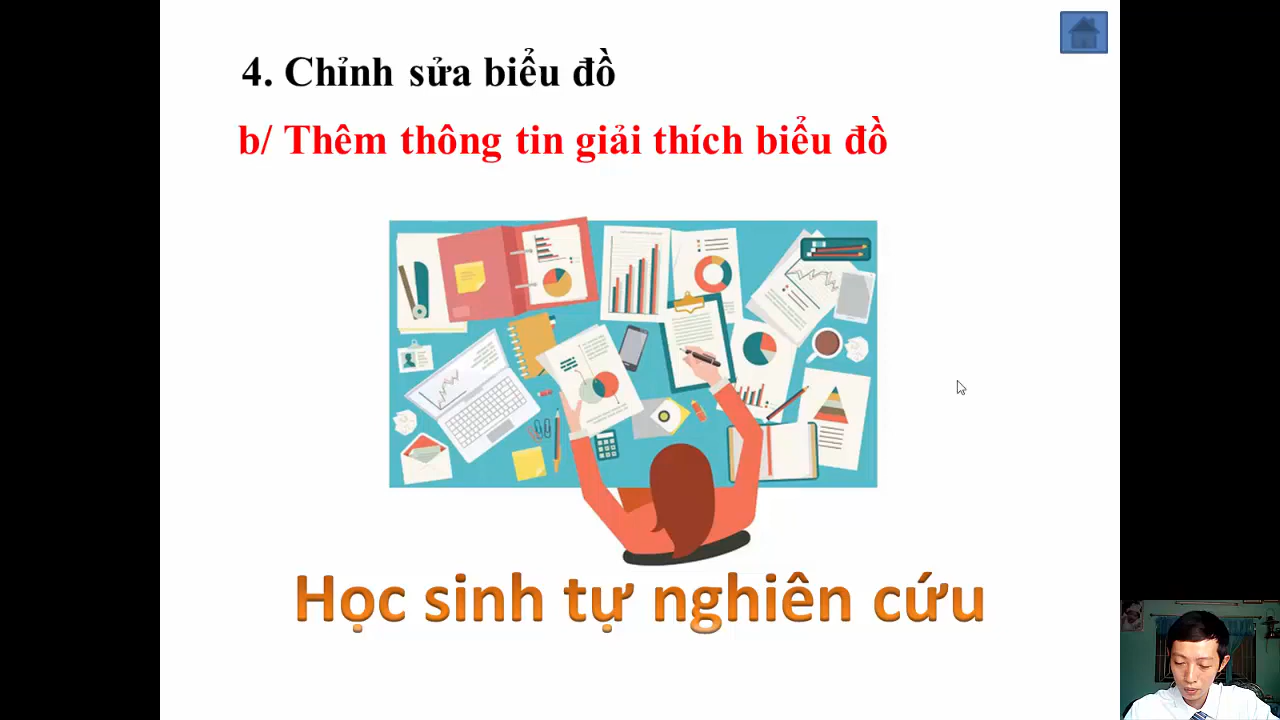 4. Chỉnh sửa biểu đồ
b/ Thêm thông tin giải thích biểu đồ
Học sinh tự nghiên cứu